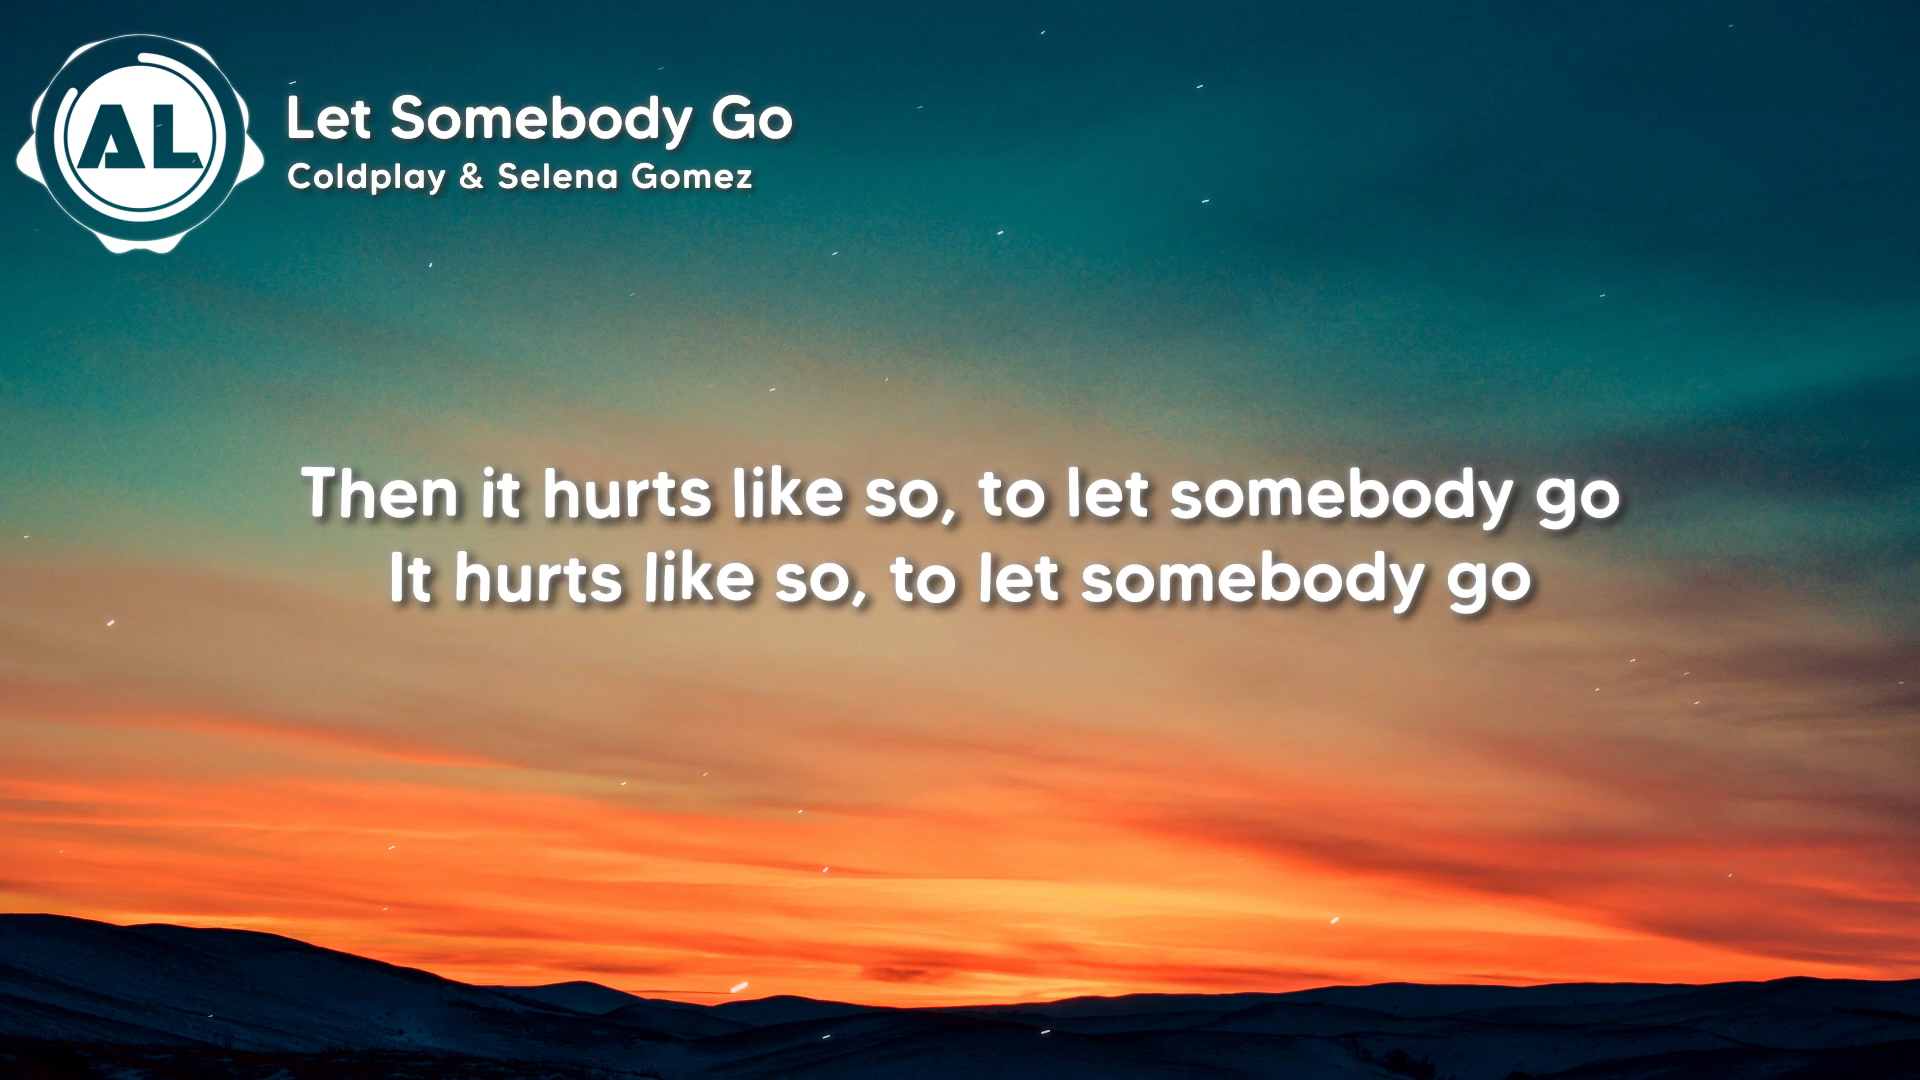 AL
Let Somebody Go
Coldplay & Selena Gomez
Then it hurts like so, to let somebody go
It hurts like so, to let somebody go